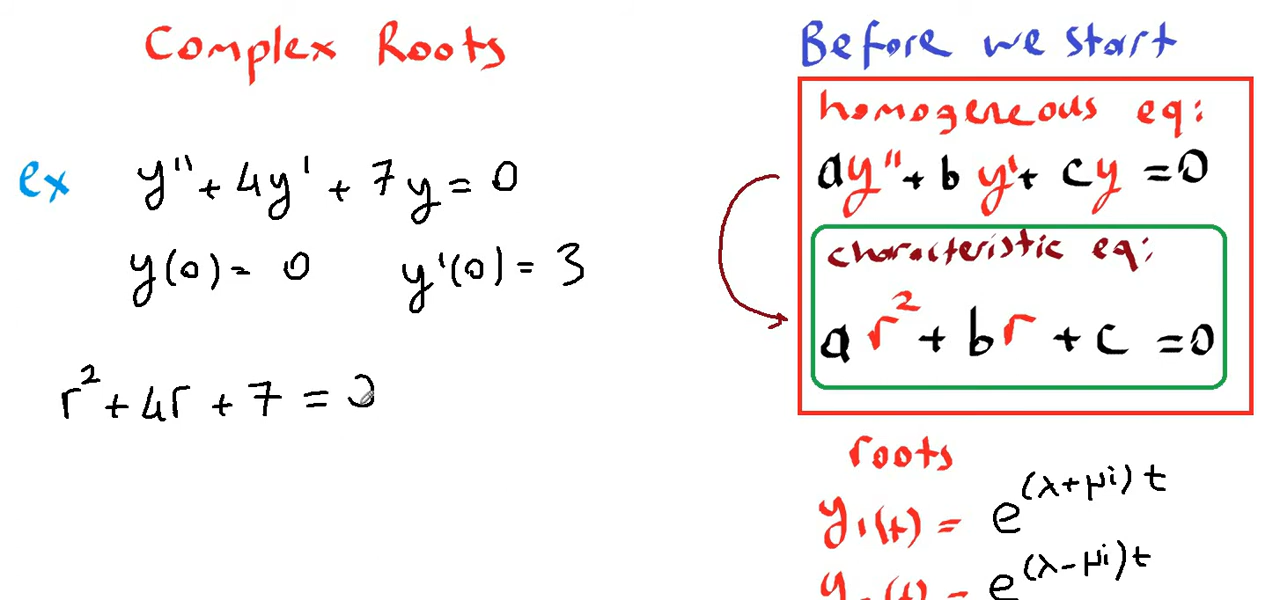 Complex Roots
ex y'' + 4y' + 7y = 0
y(0) = 0 y'(0) = 3
r² + 4r + 7 = 0
Before we start
homogeneous eq:
ay'' + by' + cy = 0
characteristic eq:
ar² + br + c = 0
roots
y₁(t) = e^(λ+μi)t
(t) = e^(λ-μi)t